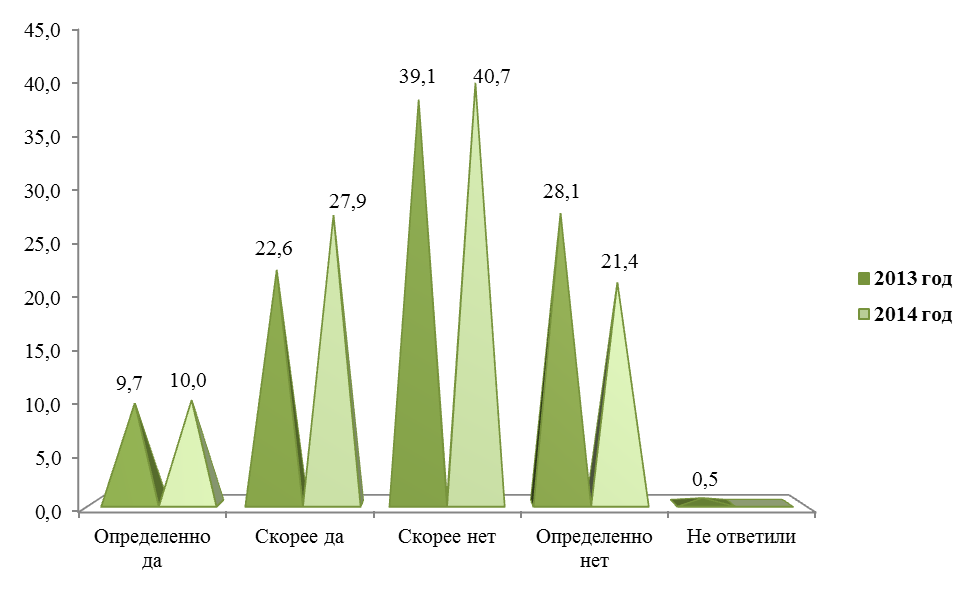 45,0
40,0
35,0
30,0
25,0
20,0
15,0
10,0
5,0
0,0
9,7
10,0
22,6
27,9
39,1
40,7
28,1
21,4
0,5
Определенно
да
Скорее да
Скорее нет
Определенно
нет
Не ответили
2013 год
2014 год